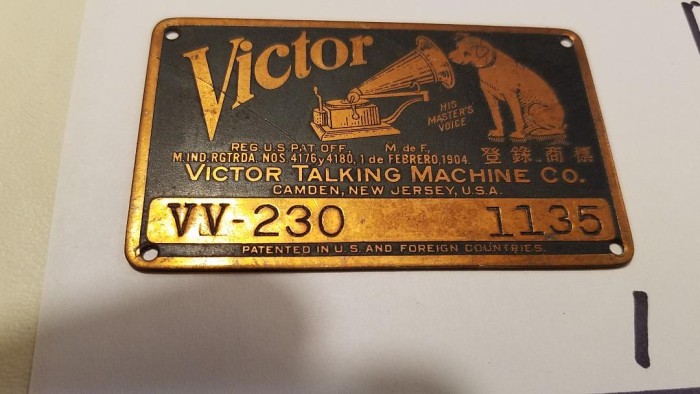 Victor
HIS
MASTER'S
VOICE
REG. U.S. PAT. OFF. M. de F.
M. IND. RGTRDA. NOS 4176 y 4180, 1 de FEBRERO, 1904. 登錄商標
VICTOR TALKING MACHINE CO.
CAMDEN, NEW JERSEY, U.S.A.
VV-230 1135
PATENTED IN U.S. AND FOREIGN COUNTRIES.